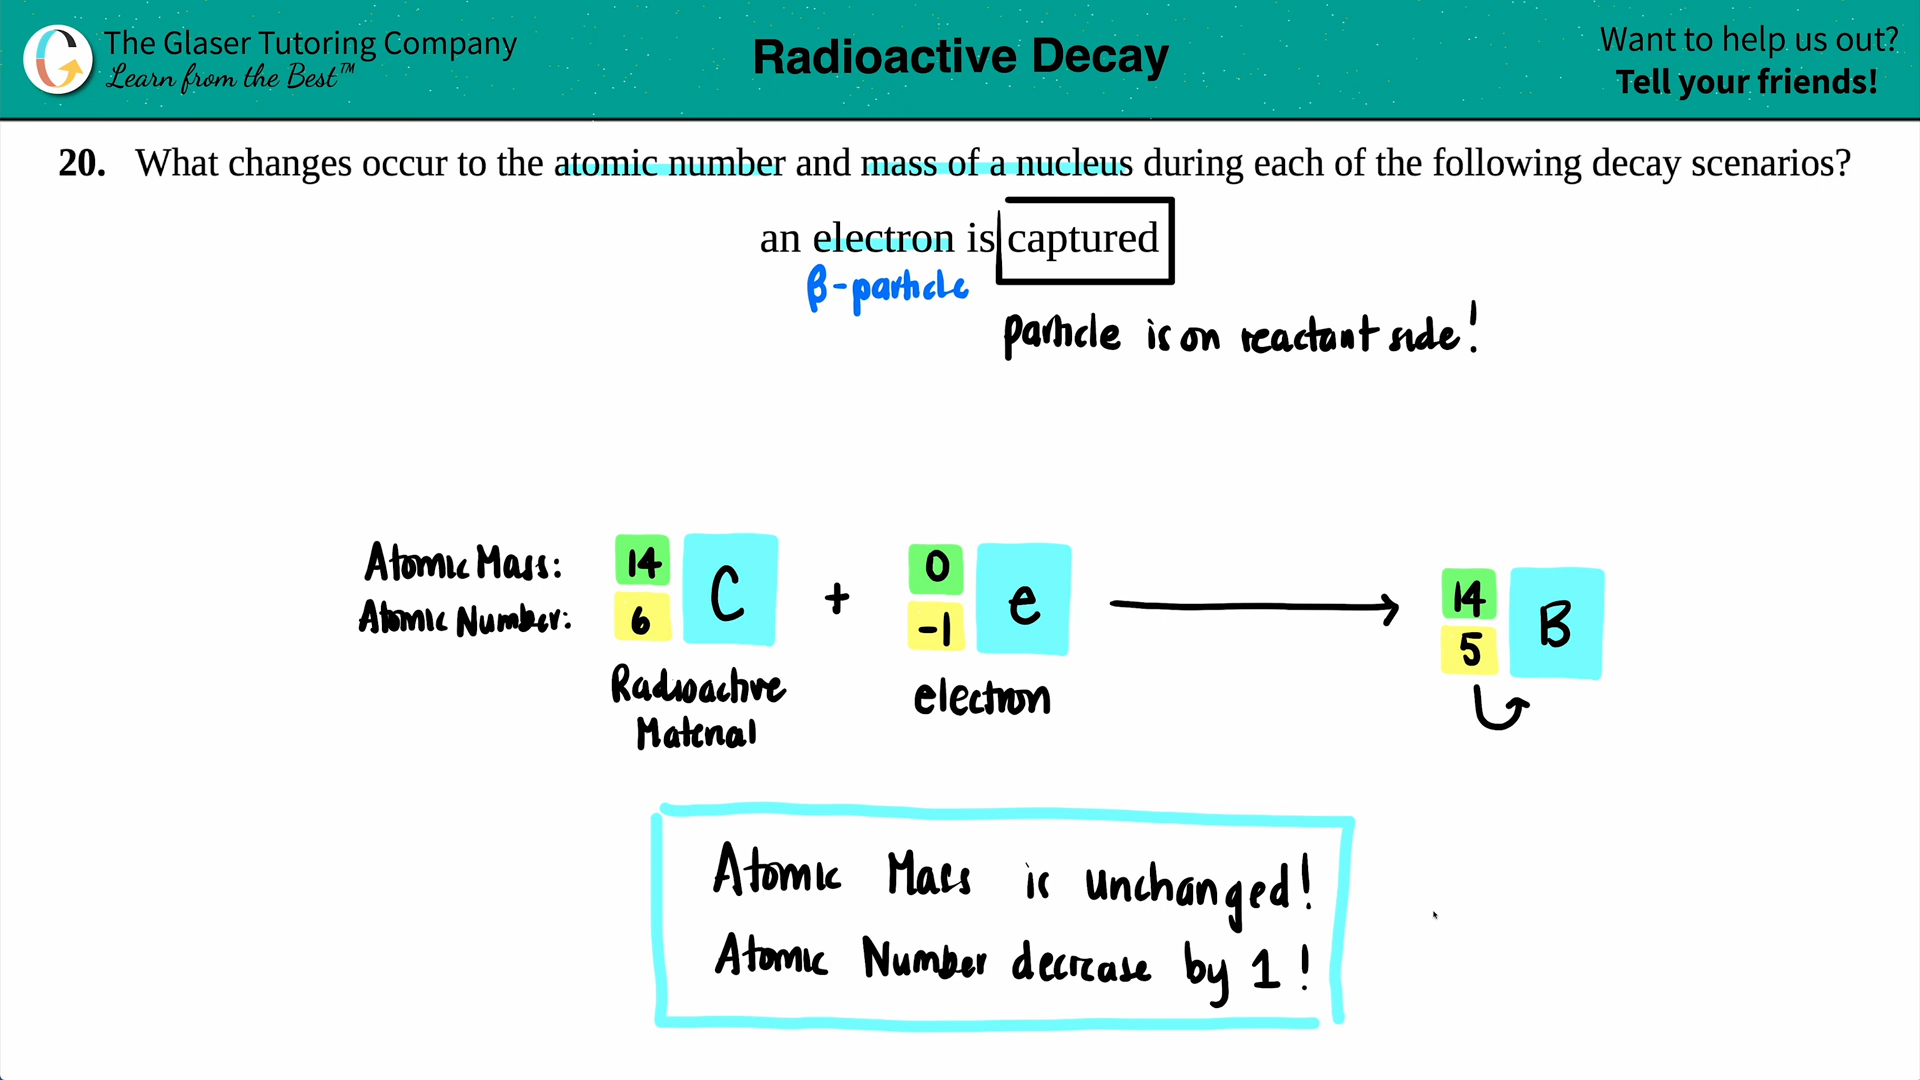 The Glaser Tutoring Company
Learn from the Best™
Radioactive Decay
Want to help us out?
Tell your friends!
20. What changes occur to the atomic number and mass of a nucleus during each of the following decay scenarios?
an electron is captured
β-particle
particle is on reactant side!
Atomic Mass:
Atomic Number:
14
6
C
+
0
-1
e
14
5
B
Radioactive
Material
electron
Atomic Mass is unchanged!
Atomic Number decrease by 1!